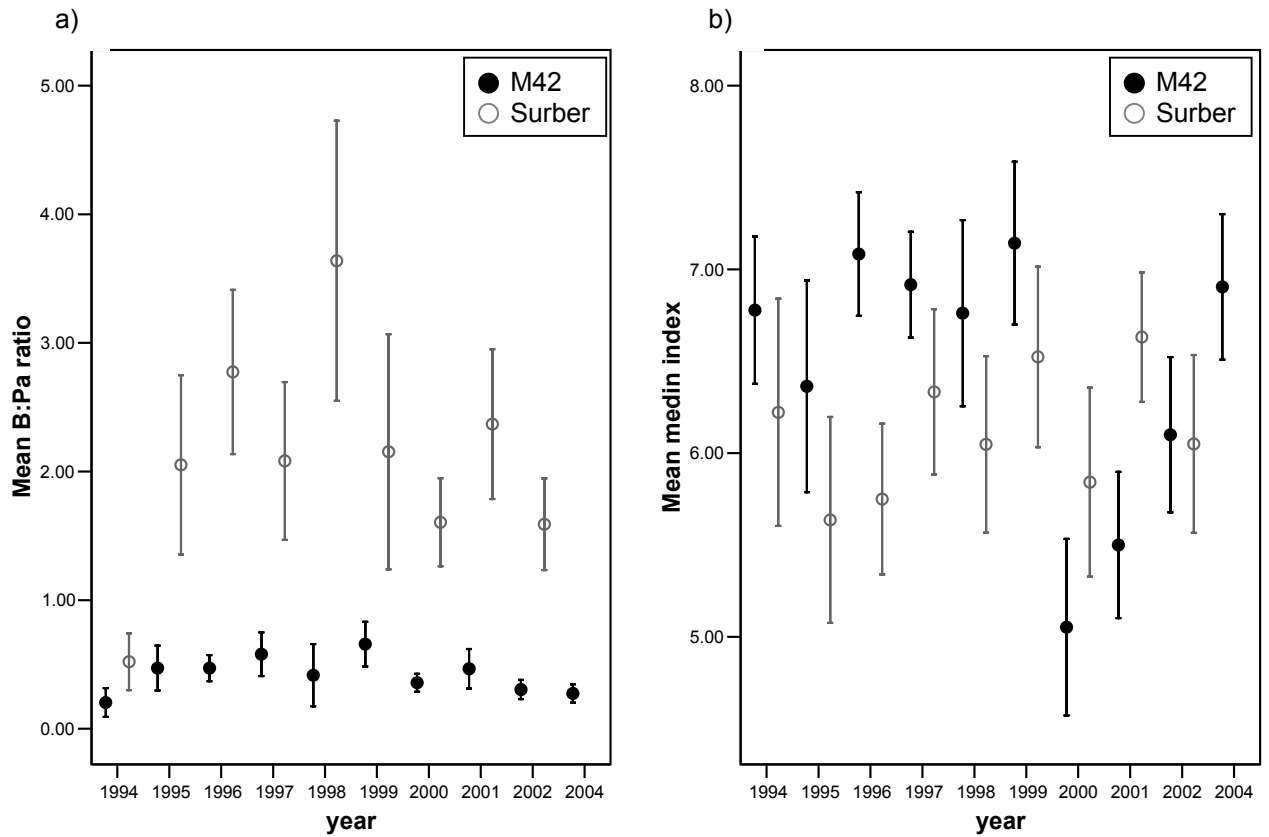 a)
M42
Surber
5.00
4.00
3.00
2.00
1.00
0.00
Mean B:Pa ratio
1994 1995 1996 1997 1998 1999 2000 2001 2002 2004
year
b)
M42
Surber
8.00
7.00
6.00
5.00
Mean medin index
1994 1995 1996 1997 1998 1999 2000 2001 2002 2004
year